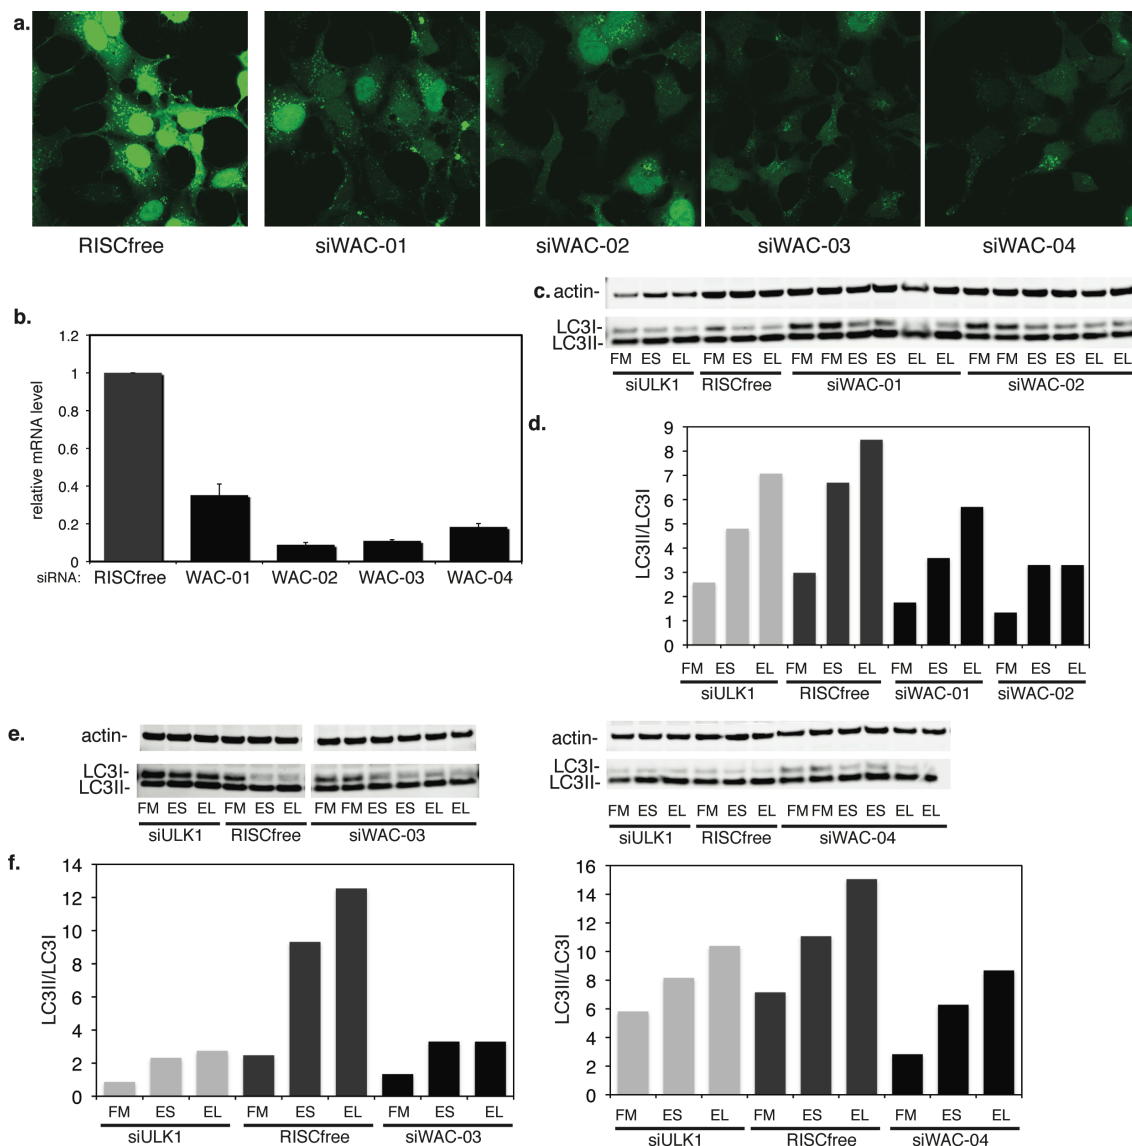 a.
RISCfree siWAC-01 siWAC-02 siWAC-03 siWAC-04
b.
relative mRNA level
1.2
1
0.8
0.6
0.4
0.2
0
siRNA: RISCfree WAC-01 WAC-02 WAC-03 WAC-04
c. actin-
LC3I-
LC3II-
FM ES EL FM ES EL FM FM ES ES EL EL FM FM ES ES EL EL
siULK1 RISCfree siWAC-01 siWAC-02
d.
LC3II/LC3I
9
8
7
6
5
4
3
2
1
0
FM ES EL FM ES EL FM ES EL FM ES EL
siULK1 RISCfree siWAC-01 siWAC-02
e. actin-
LC3I-
LC3II-
FM ES EL FM ES EL FM FM ES ES EL EL
siULK1 RISCfree siWAC-03
actin-
LC3I-
LC3II-
FM ES EL FM ES EL FM FM ES ES EL EL
siULK1 RISCfree siWAC-04
f.
LC3II/LC3I
14
12
10
8
6
4
2
0
FM ES EL FM ES EL FM ES EL
siULK1 RISCfree siWAC-03
LC3II/LC3I
16
14
12
10
8
6
4
2
0
FM ES EL FM ES EL FM ES EL
siULK1 RISCfree siWAC-04